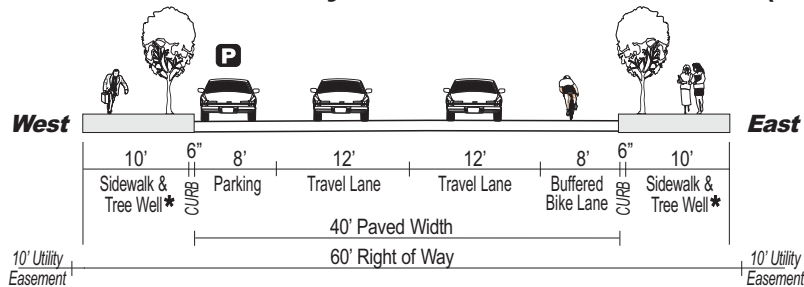 P
West
East
10’ 6” 8’ 12’ 12’ 8’ 6” 10’
Sidewalk & Tree Well* CURB Parking Travel Lane Travel Lane Buffered Bike Lane CURB Sidewalk & Tree Well*
40’ Paved Width
60’ Right of Way
10’ Utility Easement
10’ Utility Easement